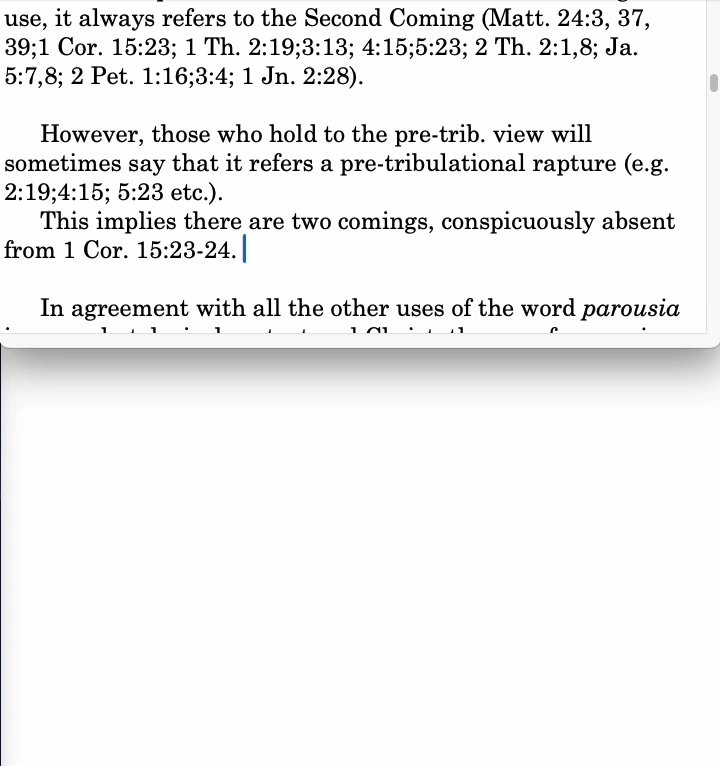 use, it always refers to the Second Coming (Matt. 24:3, 37,
39;1 Cor. 15:23; 1 Th. 2:19;3:13; 4:15;5:23; 2 Th. 2:1,8; Ja.
5:7,8; 2 Pet. 1:16;3:4; 1 Jn. 2:28).
However, those who hold to the pre-trib. view will
sometimes say that it refers a pre-tribulational rapture (e.g.
2:19;4:15; 5:23 etc.).
This implies there are two comings, conspicuously absent
from 1 Cor. 15:23-24.
In agreement with all the other uses of the word parousia